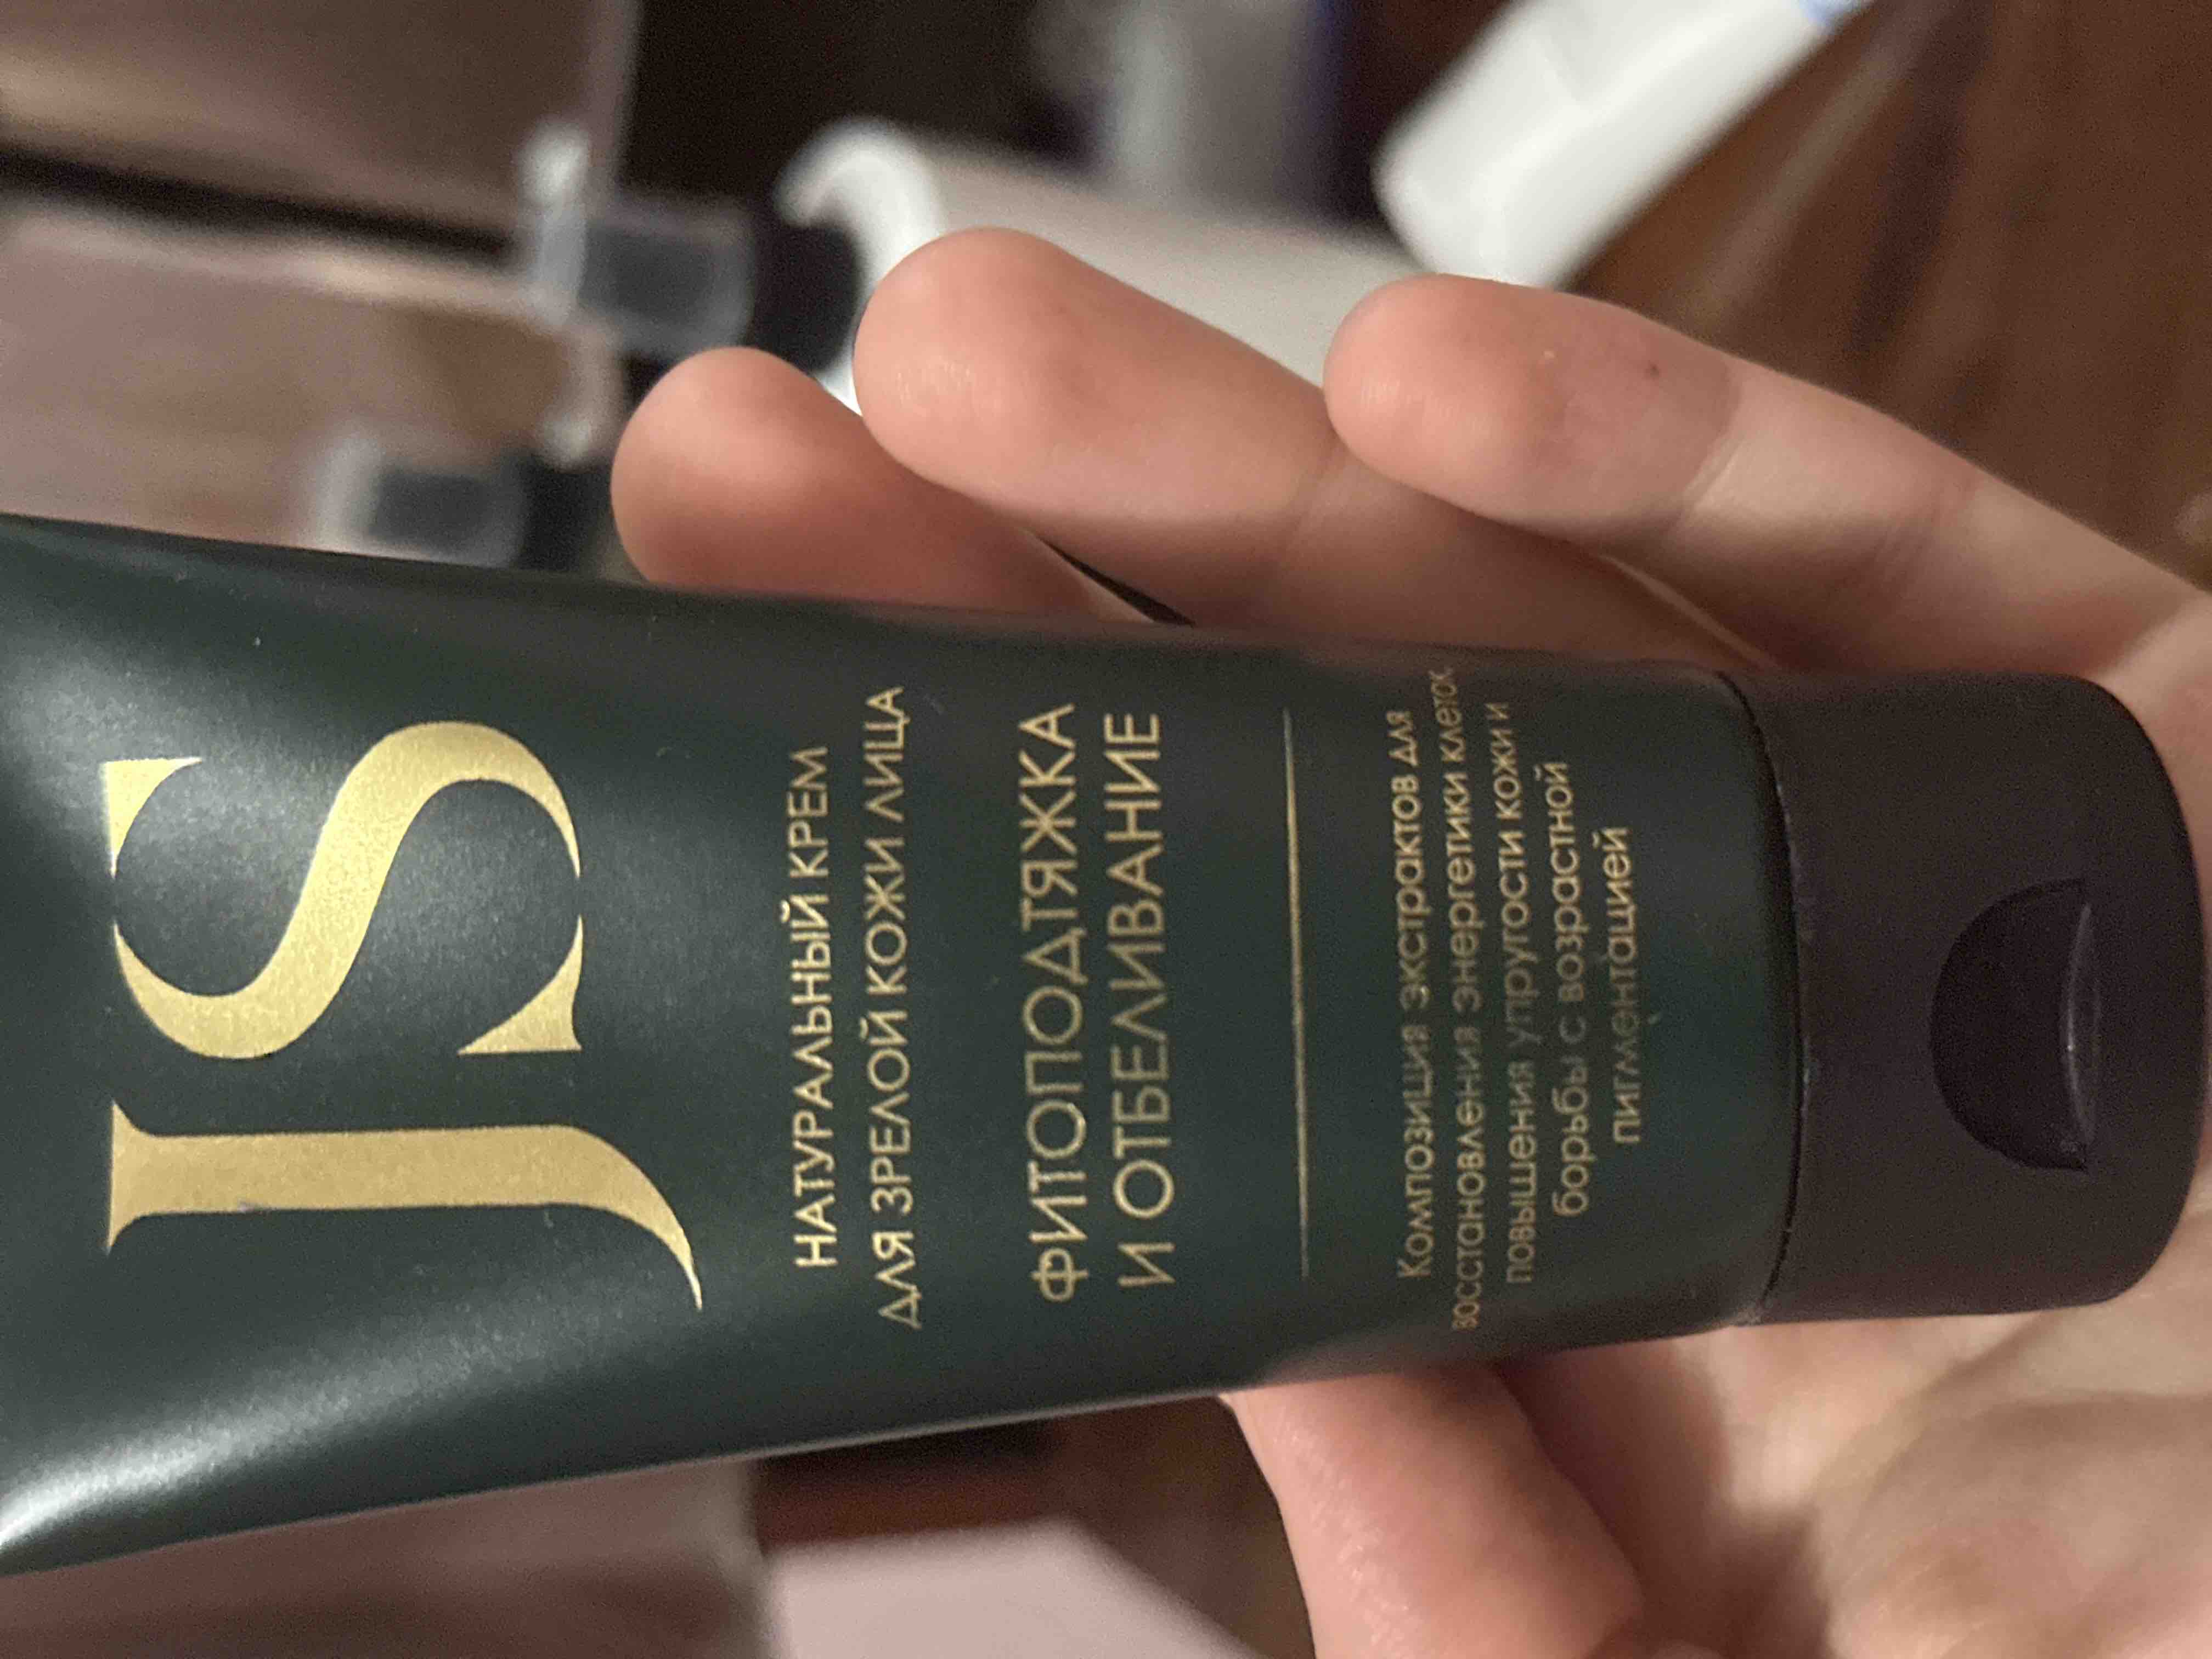 JS
НАТУРАЛЬНЫЙ КРЕМ
ДЛЯ ЗРЕЛОЙ КОЖИ ЛИЦА
ФИТОПОДТЯЖКА
И ОТБЕЛИВАНИЕ
Композиция экстрактов для
восстановления энергетики клеток,
повышения упругости кожи и
борьбы с возрастной
пигментацией